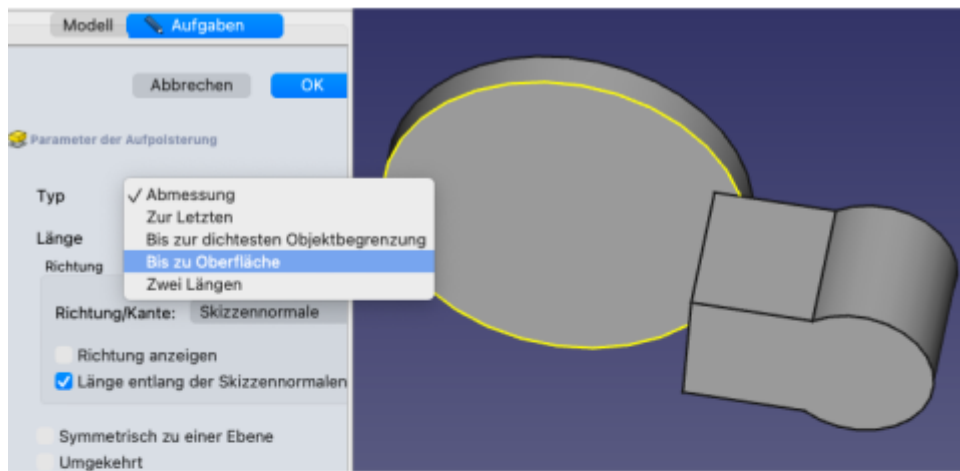 Modell Aufgaben
Abbrechen OK
Parameter der Aufpolsterung
Typ
✓ Abmessung
Zur Letzten
Länge
Bis zur dichtesten Objektbegrenzung
Richtung
Bis zu Oberfläche
Zwei Längen
Richtung/Kante: Skizzennormale
Richtung anzeigen
Länge entlang der Skizzennormalen
Symmetrisch zu einer Ebene
Umgekehrt